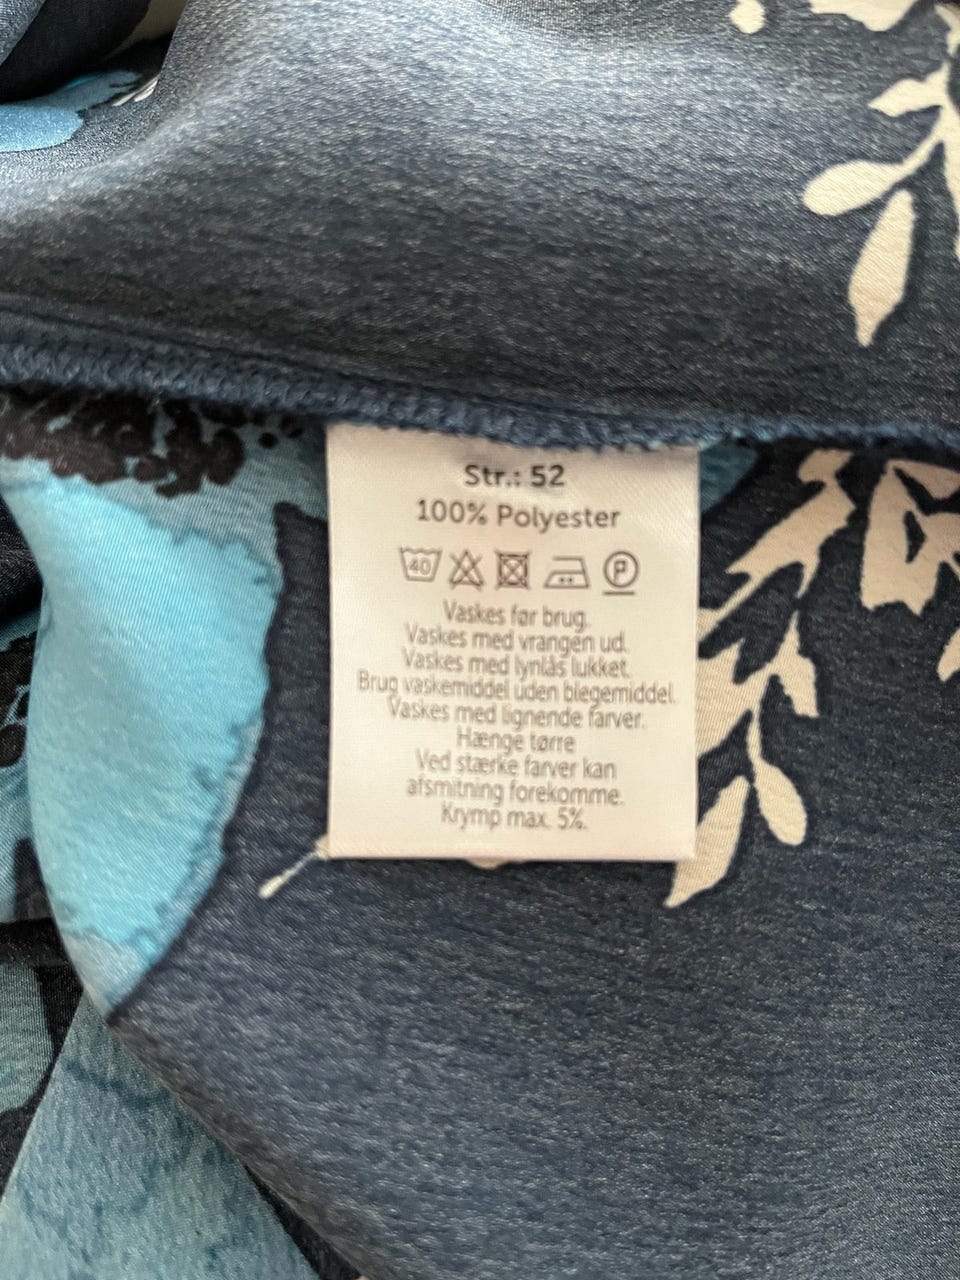 Str.: 52
100% Polyester
40 P
Vaskes før brug.
Vaskes med vrangen ud.
Vaskes med lynlås lukket.
Brug vaskemiddel uden blegemiddel.
Vaskes med lignende farver.
Hænge tørre
Ved stærke farver kan
afsmitning forekomme.
Krymp max. 5%.